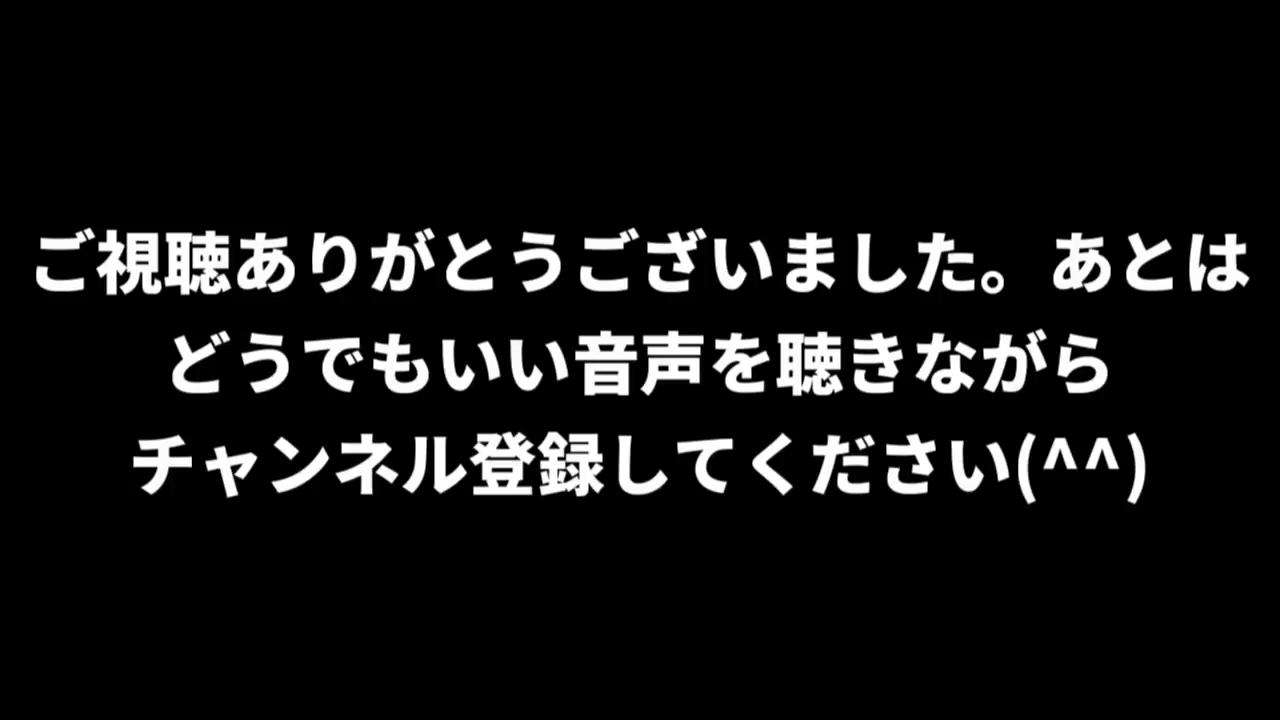 ご視聴ありがとうございました。あとは
どうでもいい音声を聴きながら
チャンネル登録してください(^^)